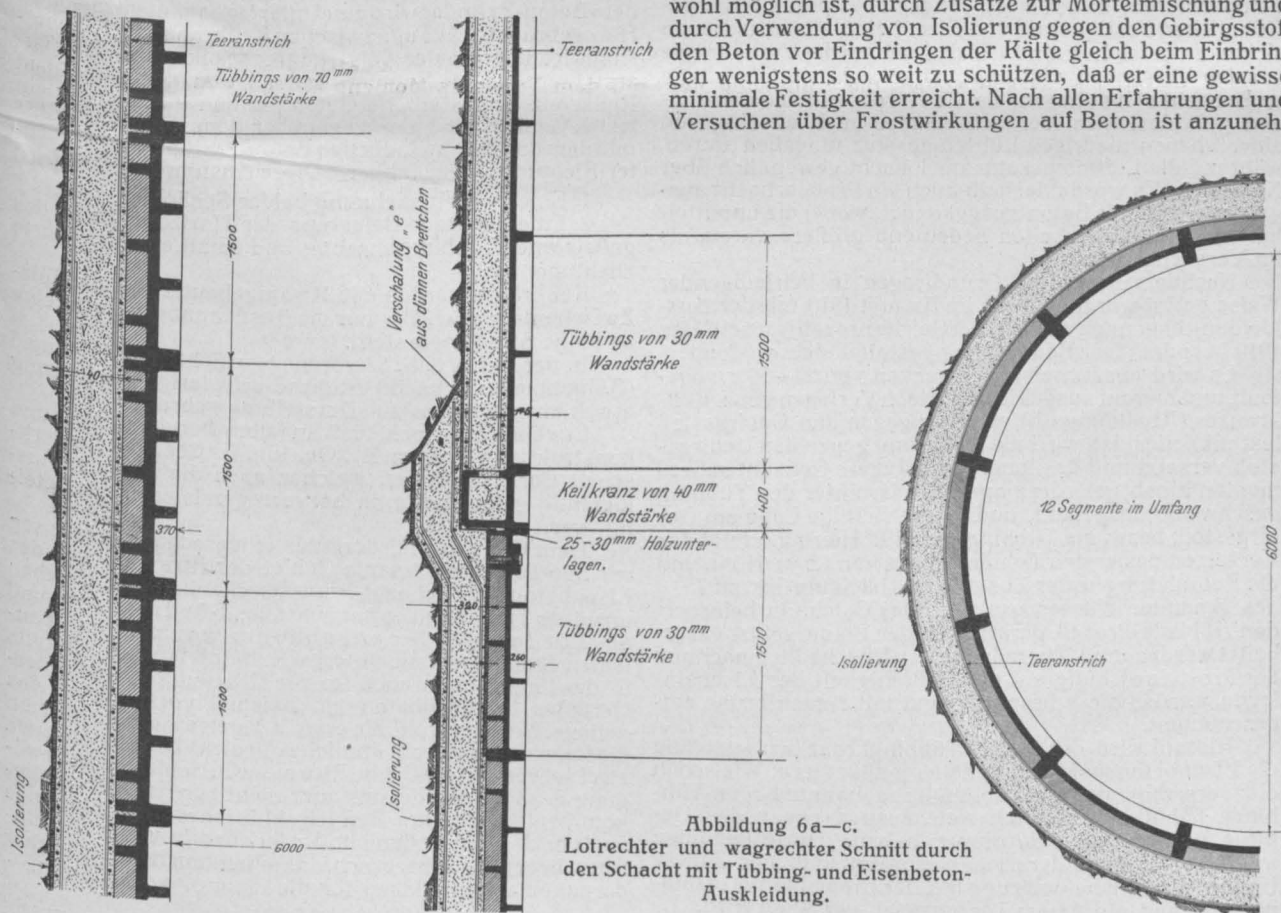 wohl möglich ist, durch Zusätze zur Mörtelmischung und
durch Verwendung von Isolierung gegen den Gebirgsstoß
den Beton vor Eindringen der Kälte gleich beim Einbrin-
gen wenigstens so weit zu schützen, daß er eine gewisse
minimale Festigkeit erreicht. Nach allen Erfahrungen und
Versuchen über Frostwirkungen auf Beton ist anzuneh-
Teeranstrich
Tübbings von 70 mm
Wandstärke
1500
1500
370
1500
1500
6000
Isolierung
Teeranstrich
Verschalung „e"
aus dünnen Brettchen
Tübbings von 30 mm
Wandstärke
1500
Keilkranz von 40 mm
Wandstärke
400
25-30 mm Holzunter-
lagen.
Tübbings von 30 mm
Wandstärke
1500
Isolierung
12 Segmente im Umfang
6000
Isolierung
Teeranstrich
Abbildung 6a—c.
Lotrechter und wagrechter Schnitt durch
den Schacht mit Tübbing- und Eisenbeton-
Auskleidung.